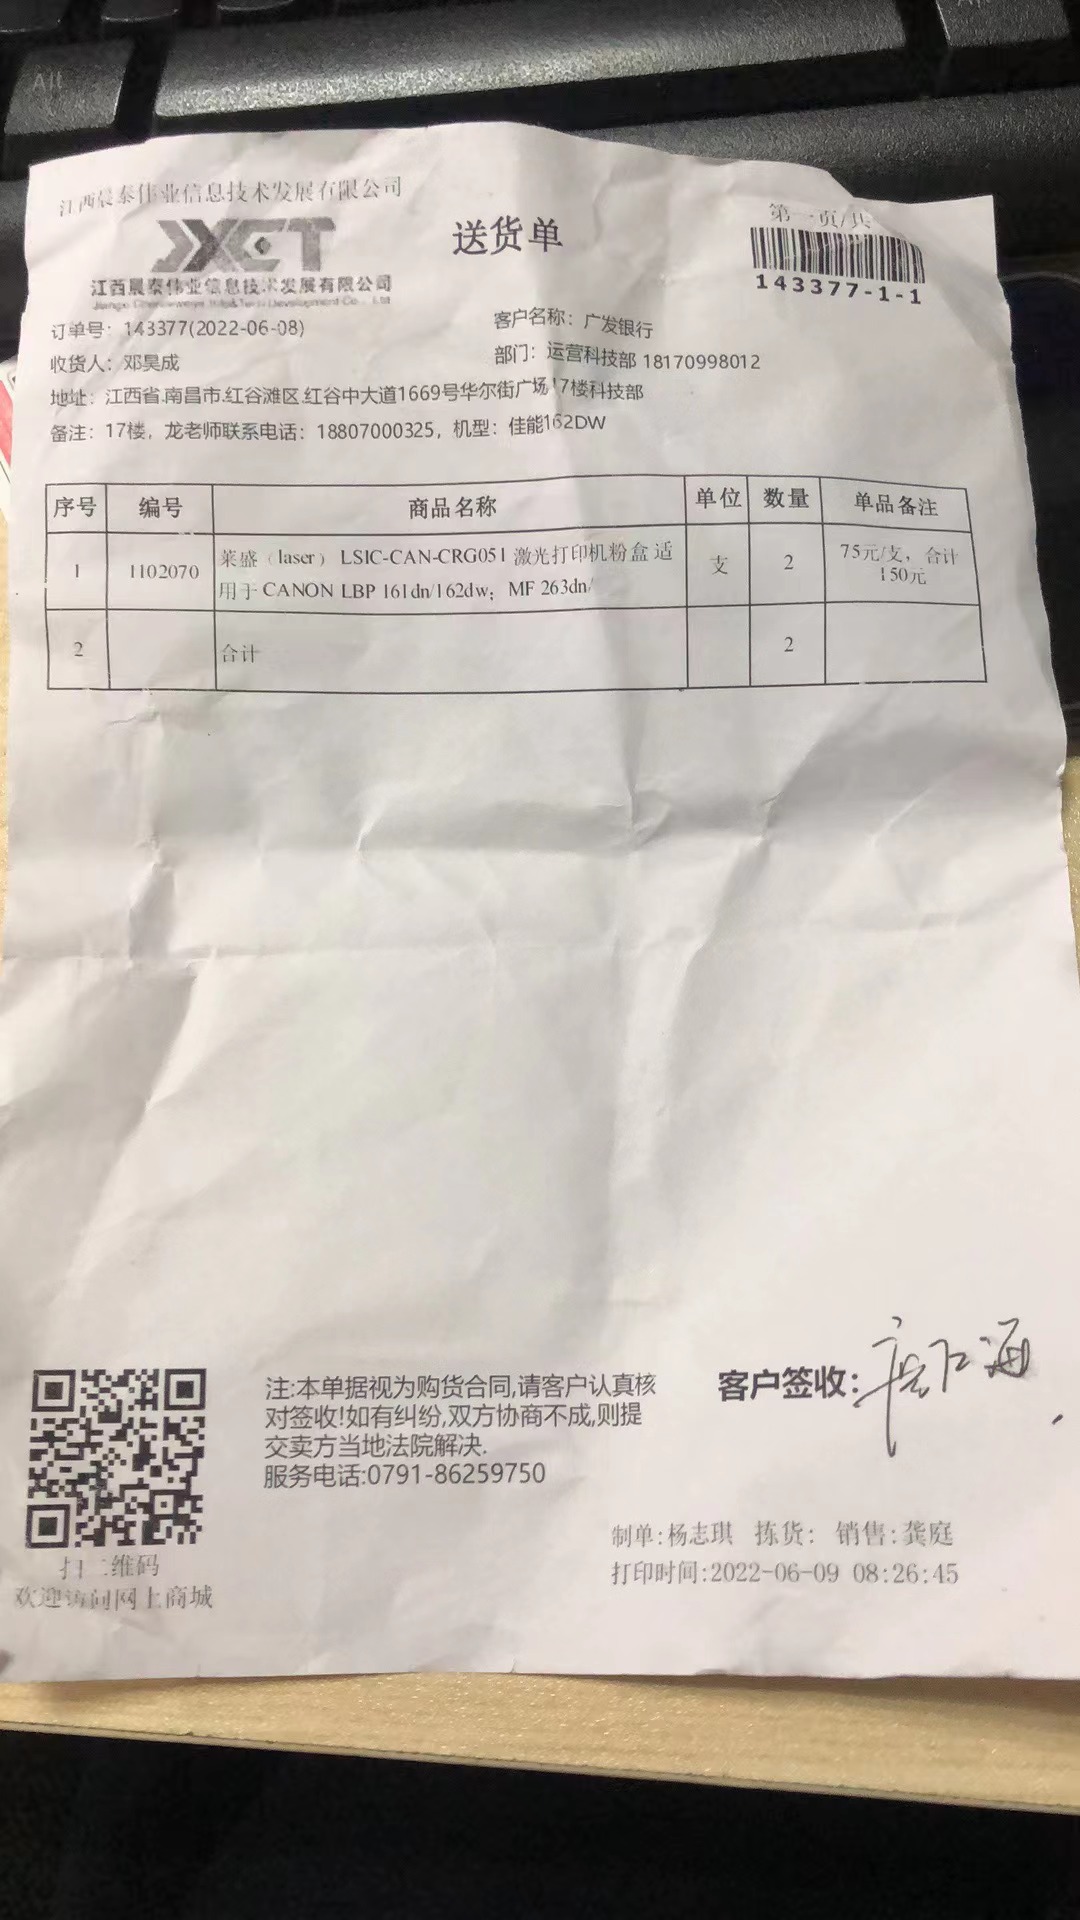 江西晨泰伟业信息技术发展有限公司
JXCT
江西晨泰伟业信息技术发展有限公司
送货单
第一页/共
143377-1-1
订单号：143377(2022-06-08)
客户名称：广发银行
收货人：邓昊成
部门：运营科技部 18170998012
地址：江西省.南昌市.红谷滩区.红谷中大道1669号华尔街广场17楼科技部
备注：17楼，龙老师联系电话：18807000325，机型：佳能162DW
序号 编号 商品名称 单位 数量 单品备注
1 1102070 莱盛（laser）LSIC-CAN-CRG051 激光打印机粉盒 适 支 2 75元/支，合计
用于 CANON LBP 161dn/162dw；MF 263dn/ 150元
2 合计 2
注:本单据视为购货合同,请客户认真核
对签收!如有纠纷,双方协商不成,则提
交卖方当地法院解决.
服务电话:0791-86259750
客户签收:
扫二维码
欢迎访问网上商城
制单:杨志琪 拣货: 销售:龚庭
打印时间:2022-06-09 08:26:45
Alt